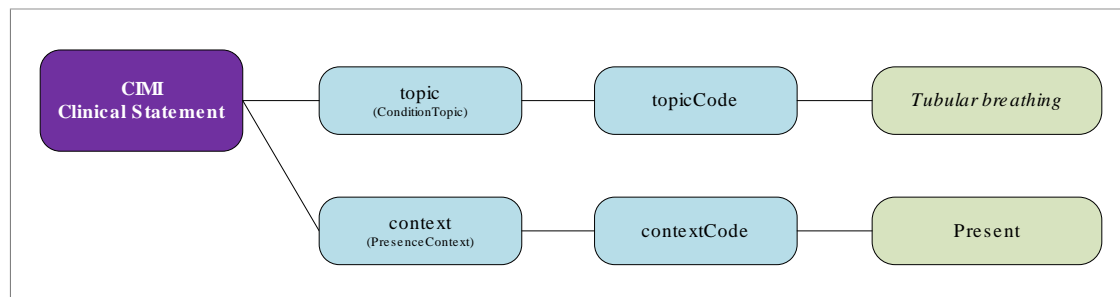 CIMI
Clinical Statement
topic
(ConditionTopic)
topicCode
Tubular breathing
context
(PresenceContext)
contextCode
Present